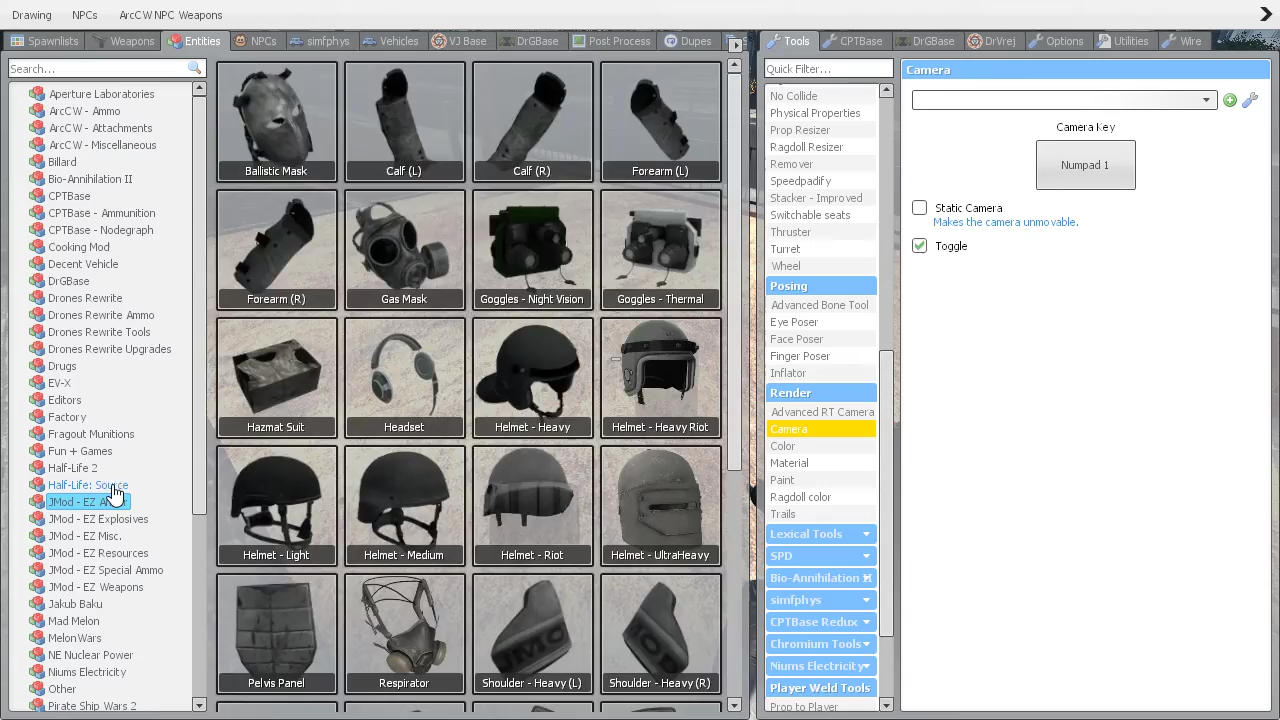 Drawing NPCs ArcCW NPC Weapons
Spawnlists Weapons Entities NPCs simfphys Vehicles VJ Base DrGBase Post Process Dupes
Tools CPTBase DrGBase DrVrej Options Utilities Wire
Search...
Aperture Laboratories
ArcCW - Ammo
ArcCW - Attachments
ArcCW - Miscellaneous
Billard
Bio-Annihilation II
CPTBase
CPTBase - Ammunition
CPTBase - Nodegraph
Cooking Mod
Decent Vehicle
DrGBase
Drones Rewrite
Drones Rewrite Ammo
Drones Rewrite Tools
Drones Rewrite Upgrades
Drugs
EV-X
Editors
Factory
Fragout Munitions
Fun + Games
Half-Life 2
Half-Life: Source
JMod - EZ
JMod - EZ Explosives
JMod - EZ Misc.
JMod - EZ Resources
JMod - EZ Special Ammo
JMod - EZ Weapons
Jakub Baku
Mad Melon
MelonWars
Niums Electricity
Other
Pirate Ship Wars 2
Ballistic Mask
Calf (L)
Calf (R)
Forearm (L)
Forearm (R)
Gas Mask
Goggles - Night Vision
Goggles - Thermal
Hazmat Suit
Headset
Helmet - Heavy
Helmet - Heavy Riot
Helmet - Light
Helmet - Medium
Helmet - Riot
Helmet - UltraHeavy
Pelvis Panel
Respirator
Shoulder - Heavy (L)
Shoulder - Heavy (R)
Quick Filter...
No Collide
Physical Properties
Prop Resizer
Ragdoll Resizer
Remover
Speedpadify
Stacker - Improved
Switchable seats
Thruster
Turret
Wheel
Posing
Advanced Bone Tool
Eye Poser
Face Poser
Finger Poser
Inflator
Render
Advanced RT Camera
Camera
Color
Material
Paint
Ragdoll color
Trails
Lexical Tools
SPD
Bio-Annihilation II
simfphys
CPTBase Redux
Chromium Tools
Niums Electricity
Player Weld Tools
Prop to Player
Camera
Camera Key
Numpad 1
Static Camera
Makes the camera unmovable.
Toggle